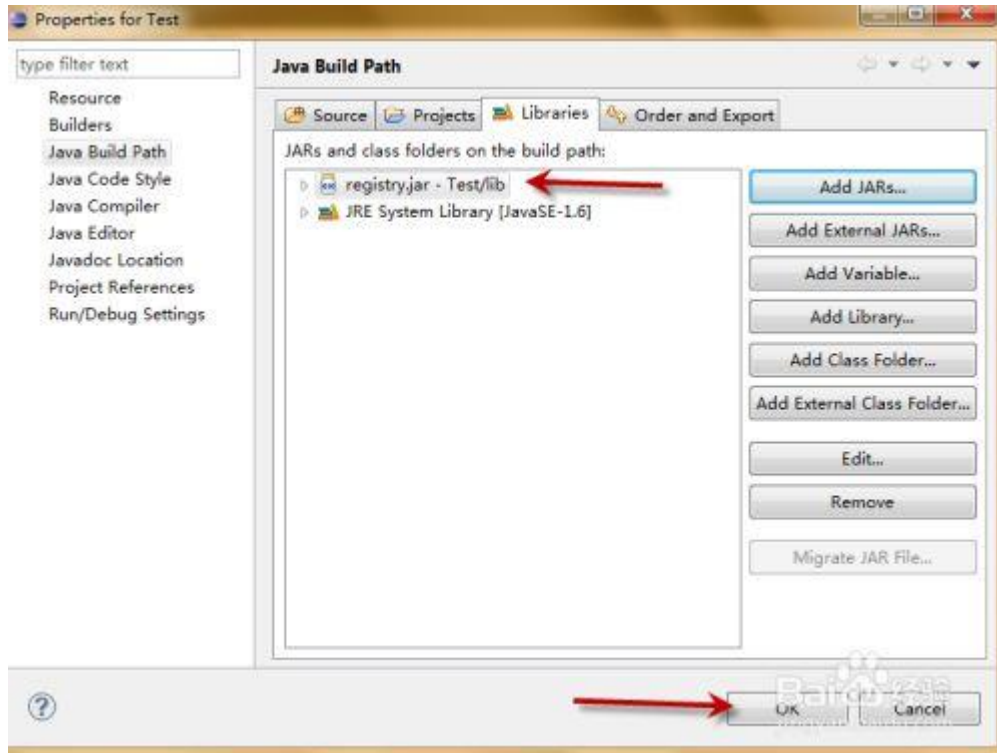 Properties for Test
type filter text
Resource
Builders
Java Build Path
Java Code Style
Java Compiler
Java Editor
Javadoc Location
Project References
Run/Debug Settings
Java Build Path
Source Projects Libraries Order and Export
JARs and class folders on the build path:
registry.jar - Test/lib
JRE System Library [JavaSE-1.6]
Add JARs...
Add External JARs...
Add Variable...
Add Library...
Add Class Folder...
Add External Class Folder...
Edit...
Remove
Migrate JAR File...
OK Cancel
Baidu 经验